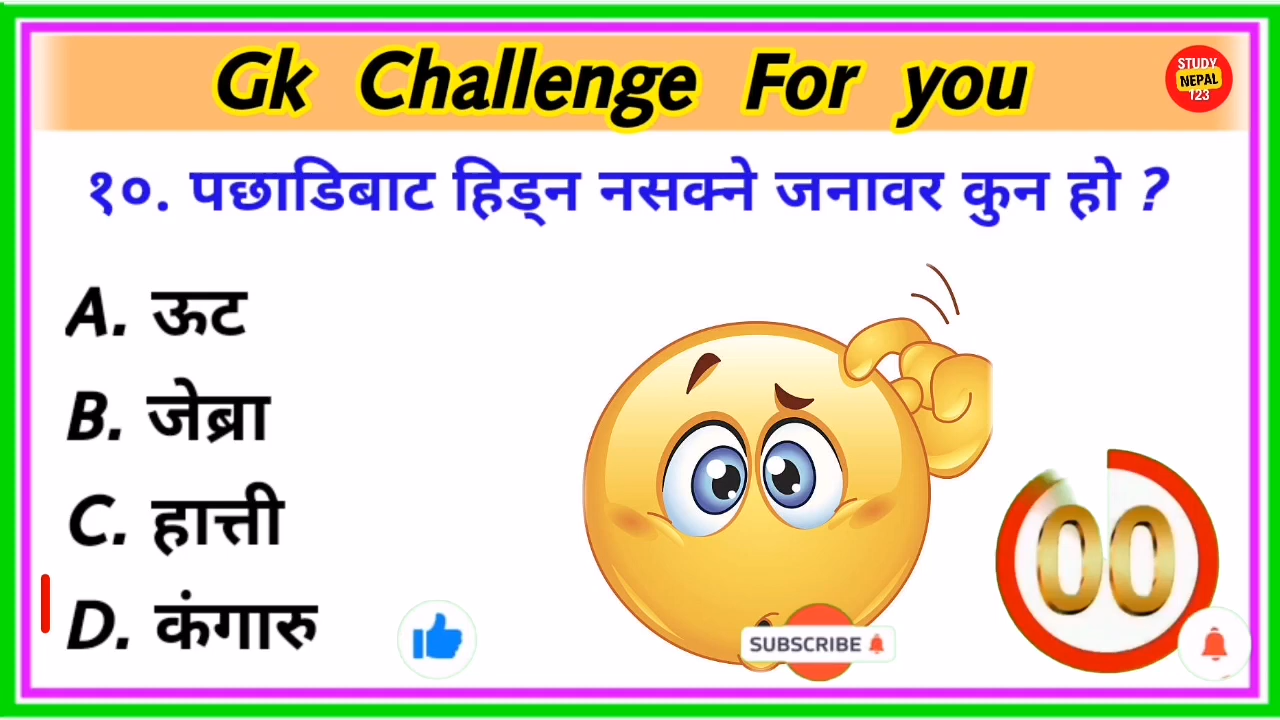 Gk Challenge For you
STUDY
NEPAL
123
१०. पछाडिबाट हिड्न नसक्ने जनावर कुन हो ?
A. ऊट
B. जेब्रा
C. हात्ती
D. कंगारु
00
SUBSCRIBE